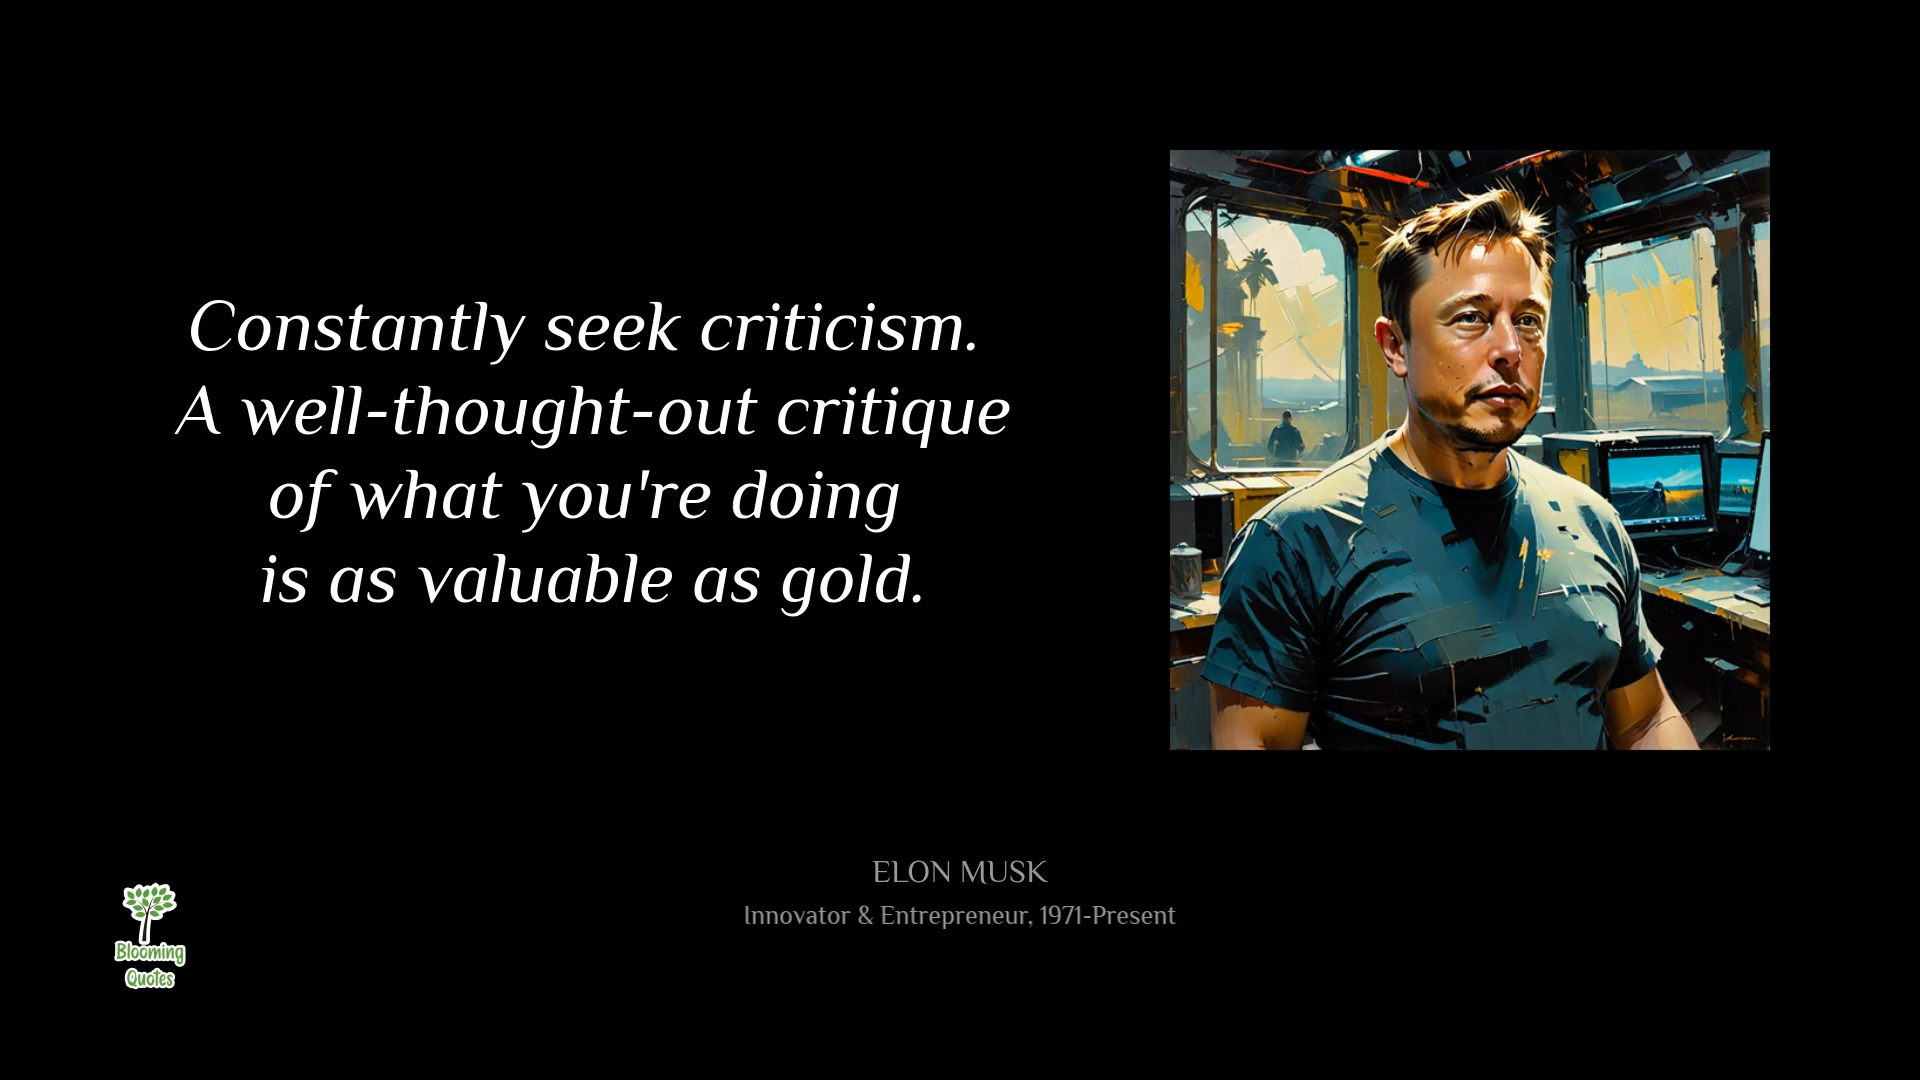 Constantly seek criticism.
A well-thought-out critique
of what you're doing
is as valuable as gold.
ELON MUSK
Innovator & Entrepreneur, 1971-Present
Blooming
Quotes